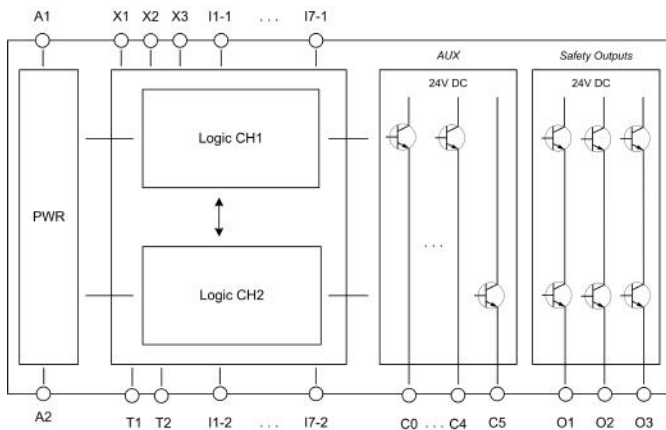 A1 X1 X2 X3 I1-1 . . . I7-1
AUX Safety Outputs
24V DC 24V DC
Logic CH1
PWR
. . .
Logic CH2
A2 T1 T2 I1-2 . . . I7-2 C0 . . . C4 C5 O1 O2 O3